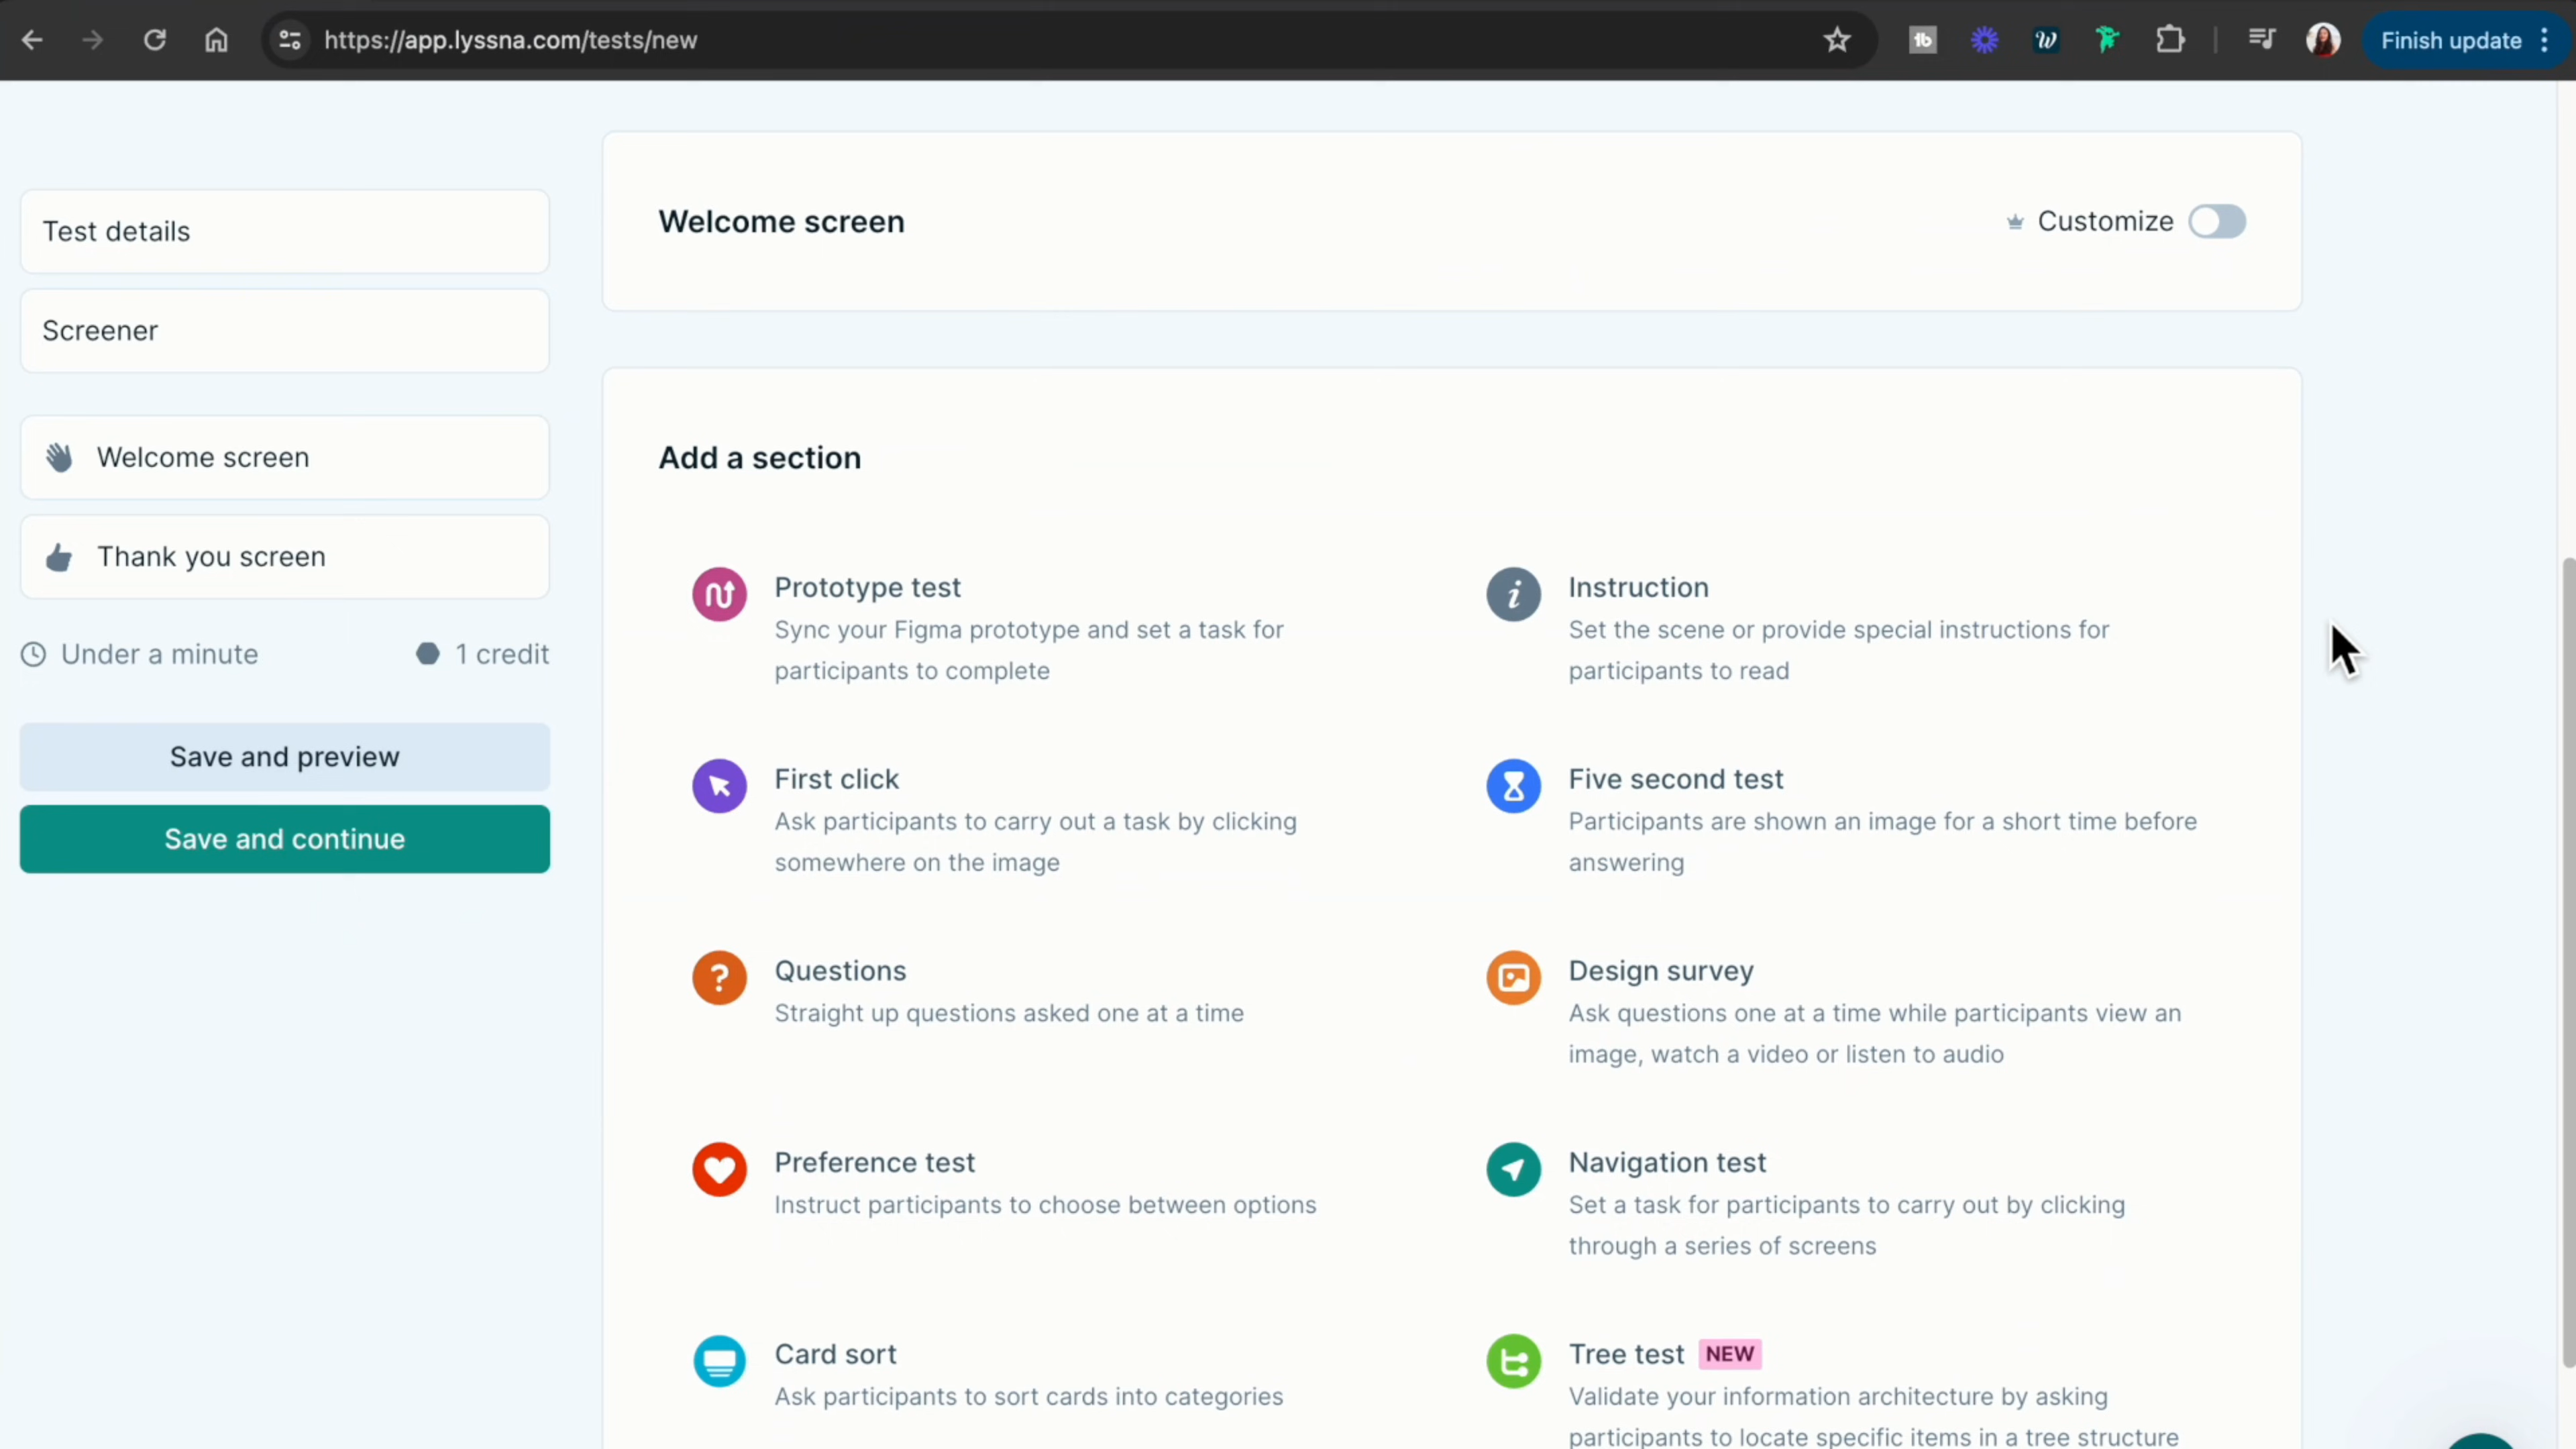 https://app.lyssna.com/tests/new
Finish update
Test details
Screener
Welcome screen
Thank you screen
Under a minute
1 credit
Save and preview
Save and continue
Welcome screen
Customize
Add a section
Prototype test
Sync your Figma prototype and set a task for
participants to complete
Instruction
Set the scene or provide special instructions for
participants to read
First click
Ask participants to carry out a task by clicking
somewhere on the image
Five second test
Participants are shown an image for a short time before
answering
Questions
Straight up questions asked one at a time
Design survey
Ask questions one at a time while participants view an
image, watch a video or listen to audio
Preference test
Instruct participants to choose between options
Navigation test
Set a task for participants to carry out by clicking
through a series of screens
Card sort
Ask participants to sort cards into categories
Tree test NEW
Validate your information architecture by asking
participants to locate specific items in a tree structure